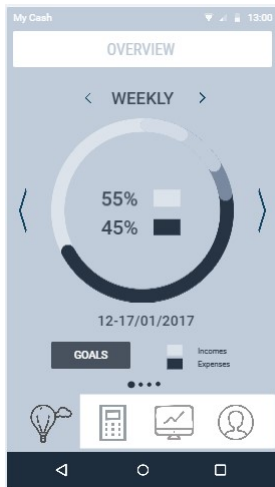 My Cash 13:00
OVERVIEW
< WEEKLY >
55%
45%
12-17/01/2017
GOALS
Incomes
Expenses